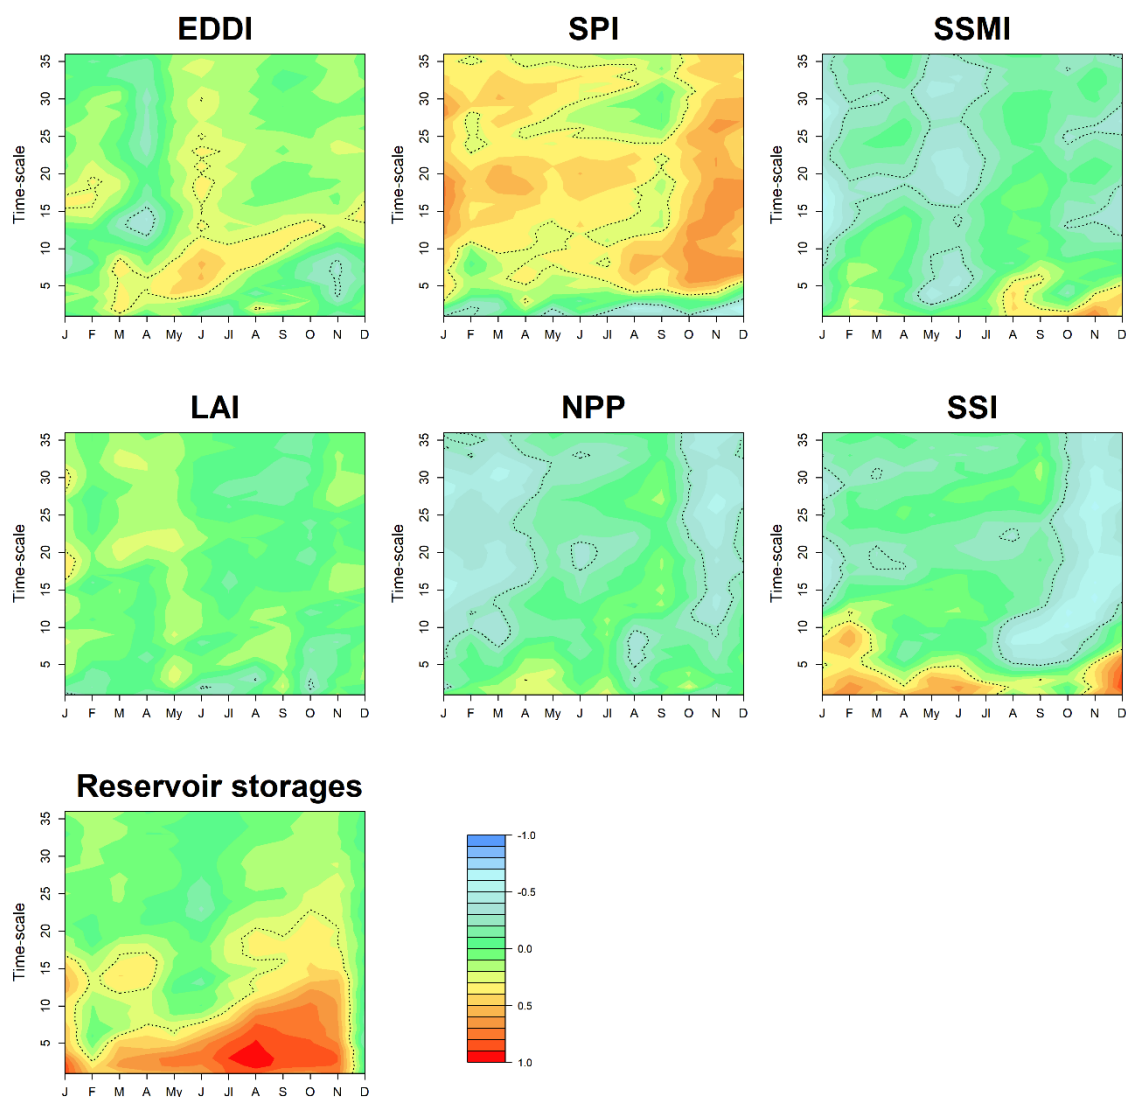 EDDI SPI SSMI
Time-scale Time-scale Time-scale
35 35 35
30 30 30
25 25 25
20 20 20
15 15 15
10 10 10
5 5 5
J F M A My J Jl A S O N D J F M A My J Jl A S O N D J F M A My J Jl A S O N D
LAI NPP SSI
Time-scale Time-scale Time-scale
35 35 35
30 30 30
25 25 25
20 20 20
15 15 15
10 10 10
5 5 5
J F M A My J Jl A S O N D J F M A My J Jl A S O N D J F M A My J Jl A S O N D
Reservoir storages
Time-scale
35
30
25
20
15
10
5
J F M A My J Jl A S O N D
-1.0
-0.5
0.0
0.5
1.0